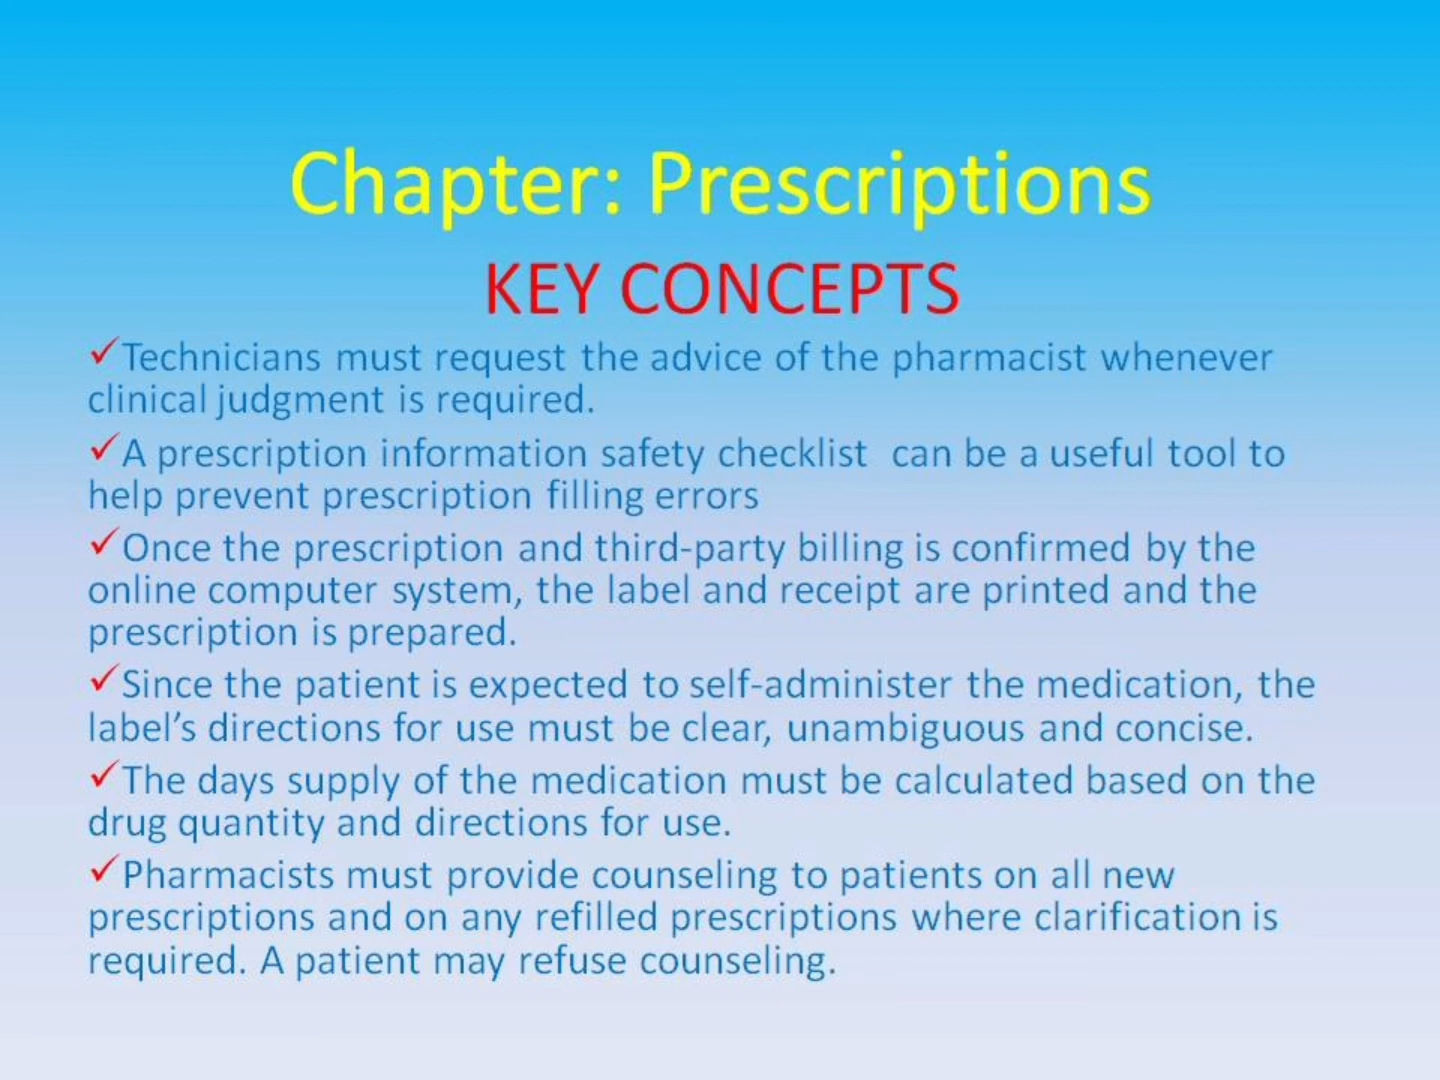 Chapter: Prescriptions
KEY CONCEPTS
✓Technicians must request the advice of the pharmacist whenever
clinical judgment is required.
✓A prescription information safety checklist can be a useful tool to
help prevent prescription filling errors
✓Once the prescription and third-party billing is confirmed by the
online computer system, the label and receipt are printed and the
prescription is prepared.
✓Since the patient is expected to self-administer the medication, the
label’s directions for use must be clear, unambiguous and concise.
✓The days supply of the medication must be calculated based on the
drug quantity and directions for use.
✓Pharmacists must provide counseling to patients on all new
prescriptions and on any refilled prescriptions where clarification is
required. A patient may refuse counseling.